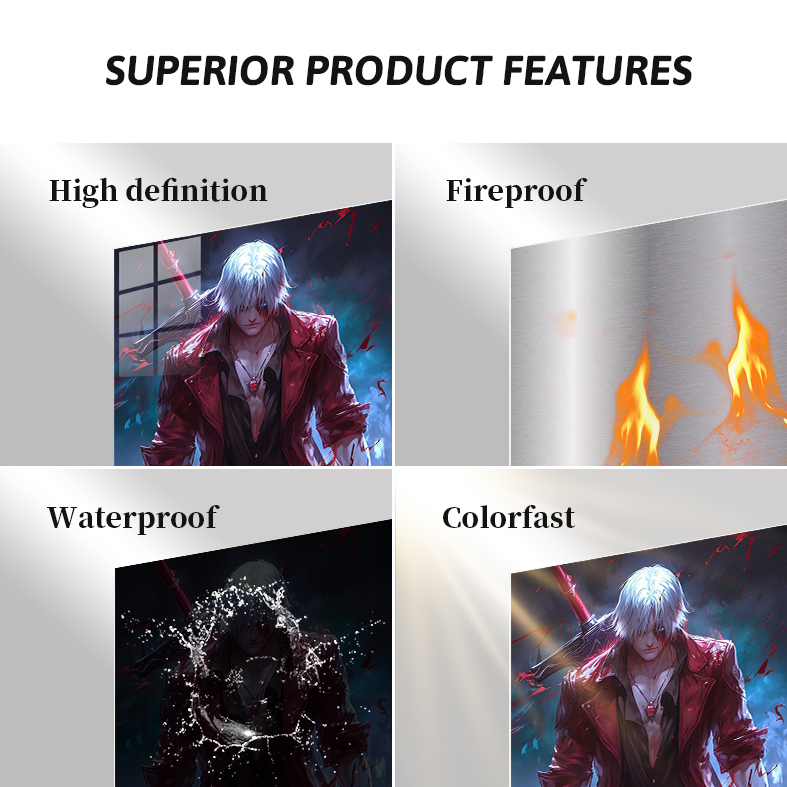 SUPERIOR PRODUCT FEATURES
High definition
Fireproof
Waterproof
Colorfast